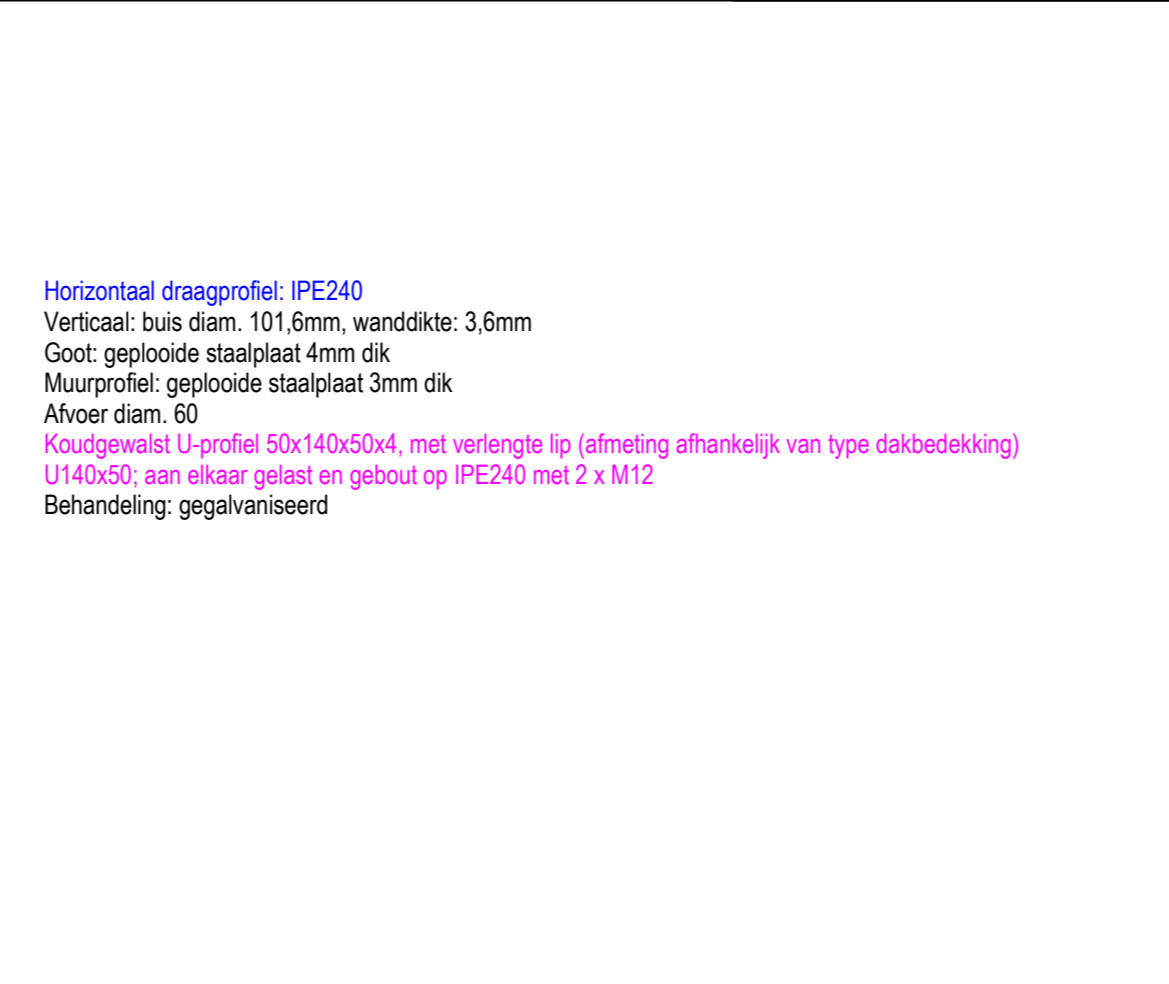 Horizontaal draagprofiel: IPE240
Verticaal: buis diam. 101,6mm, wanddikte: 3,6mm
Goot: geplooide staalplaat 4mm dik
Muurprofiel: geplooide staalplaat 3mm dik
Afvoer diam. 60
Koudgewalst U-profiel 50x140x50x4, met verlengte lip (afmeting afhankelijk van type dakbedekking)
U140x50; aan elkaar gelast en gebout op IPE240 met 2 x M12
Behandeling: gegalvaniseerd